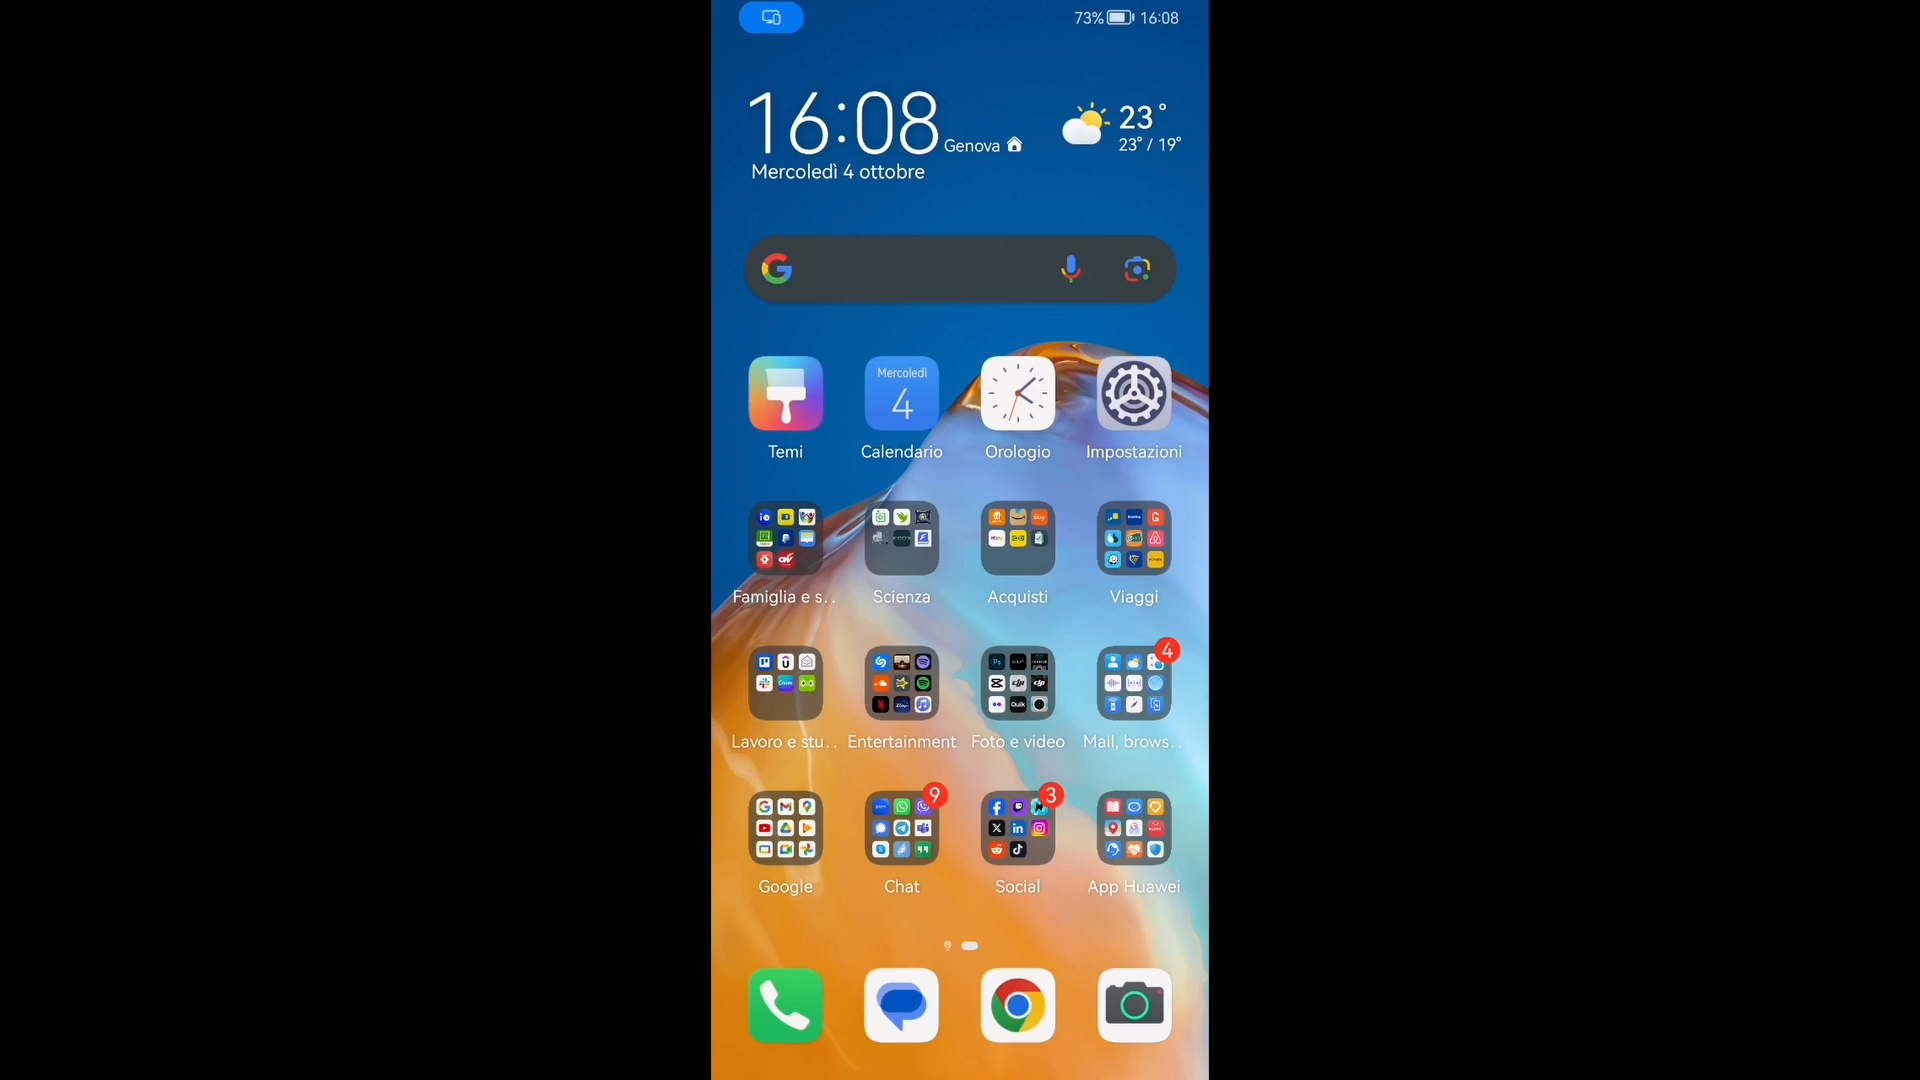 73% 16:08
16:08
Genova
23°
23° / 19°
Mercoledì 4 ottobre
Mercoledì
4
Temi
Calendario
Orologio
Impostazioni
Famiglia e s..
Scienza
Acquisti
Viaggi
4
Lavoro e stu..
Entertainment
Foto e video
Mail, brows..
9
3
Google
Chat
Social
App Huawei